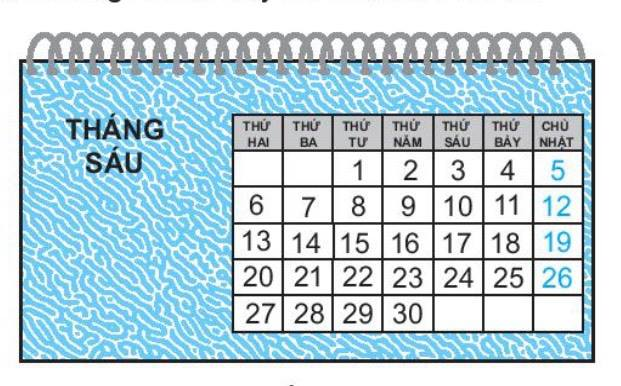 THÁNG
SÁU
THỨ HAI THỨ BA THỨ TƯ THỨ NĂM THỨ SÁU THỨ BẢY CHỦ NHẬT
1 2 3 4 5
6 7 8 9 10 11 12
13 14 15 16 17 18 19
20 21 22 23 24 25 26
27 28 29 30